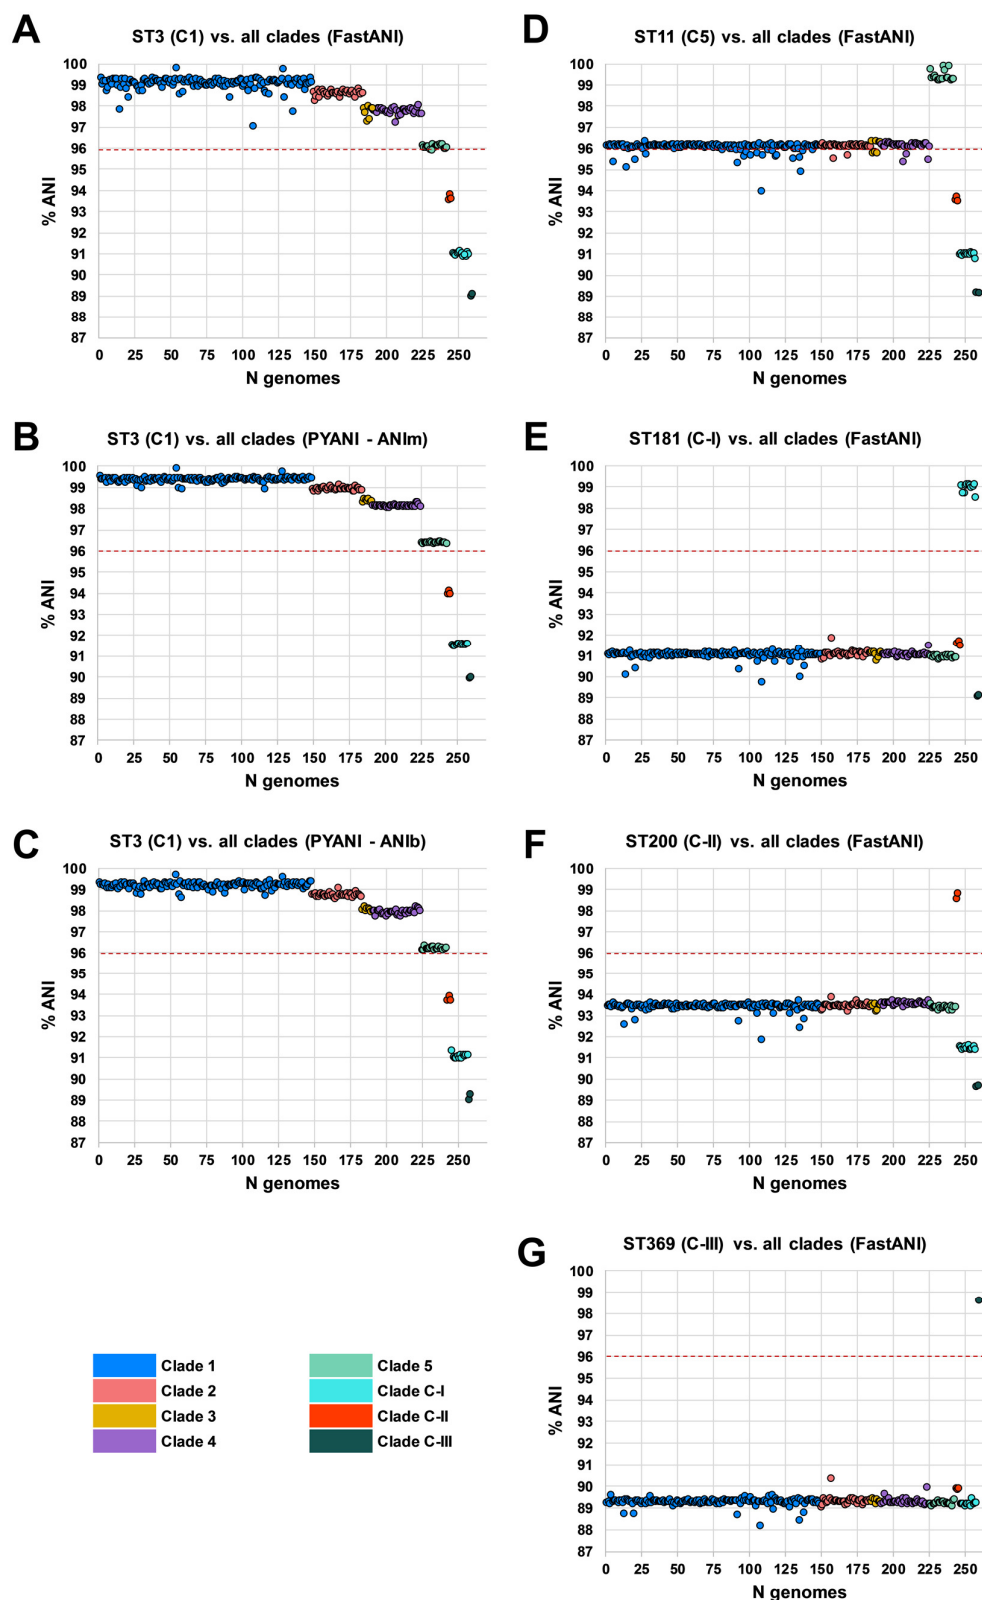 A
ST3 (C1) vs. all clades (FastANI)
100
99
98
97
96
95
94
93
92
91
90
89
88
87
% ANI
0 25 50 75 100 125 150 175 200 225 250
N genomes
B
ST3 (C1) vs. all clades (PYANI - ANIm)
100
99
98
97
96
95
94
93
92
91
90
89
88
87
% ANI
0 25 50 75 100 125 150 175 200 225 250
N genomes
C
ST3 (C1) vs. all clades (PYANI - ANIb)
100
99
98
97
96
95
94
93
92
91
90
89
88
87
% ANI
0 25 50 75 100 125 150 175 200 225 250
N genomes
Clade 1
Clade 2
Clade 3
Clade 4
Clade 5
Clade C-I
Clade C-II
Clade C-III
D
ST11 (C5) vs. all clades (FastANI)
100
99
98
97
96
95
94
93
92
91
90
89
88
87
% ANI
0 25 50 75 100 125 150 175 200 225 250
N genomes
E
ST181 (C-I) vs. all clades (FastANI)
100
99
98
97
96
95
94
93
92
91
90
89
88
87
% ANI
0 25 50 75 100 125 150 175 200 225 250
N genomes
F
ST200 (C-II) vs. all clades (FastANI)
100
99
98
97
96
95
94
93
92
91
90
89
88
87
% ANI
0 25 50 75 100 125 150 175 200 225 250
N genomes
G
ST369 (C-III) vs. all clades (FastANI)
100
99
98
97
96
95
94
93
92
91
90
89
88
87
% ANI
0 25 50 75 100 125 150 175 200 225 250
N genomes